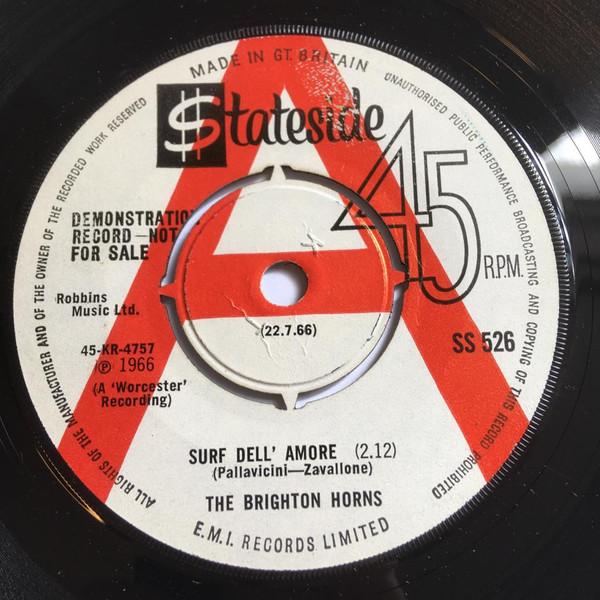 MADE IN GT. BRITAIN
$tateside
45
R.P.M.
DEMONSTRATION
RECORD—NOT
FOR SALE
Robbins
Music Ltd.
(22.7.66)
SS 526
45-KR-4757
℗ 1966
(A 'Worcester'
Recording)
SURF DELL' AMORE (2.12)
(Pallavicini—Zavallone)
THE BRIGHTON HORNS
E.M.I. RECORDS LIMITED
ALL RIGHTS OF THE MANUFACTURER AND OF THE OWNER OF THE RECORDED WORK RESERVED
UNAUTHORISED PUBLIC PERFORMANCE BROADCASTING AND COPYING OF THIS RECORD PROHIBITED
A